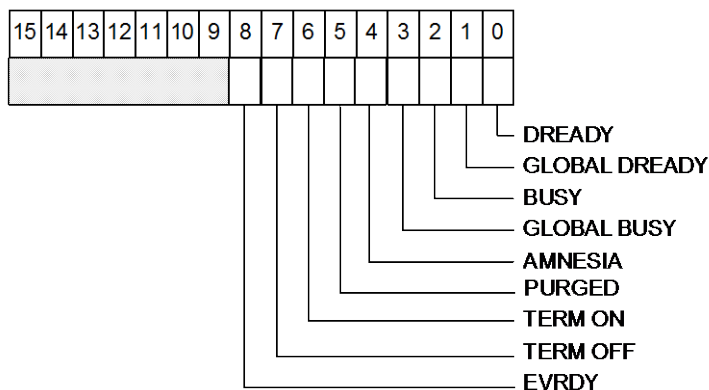 15 14 13 12 11 10 9 8 7 6 5 4 3 2 1 0
DREADY
GLOBAL DREADY
BUSY
GLOBAL BUSY
AMNESIA
PURGED
TERM ON
TERM OFF
EVRDY